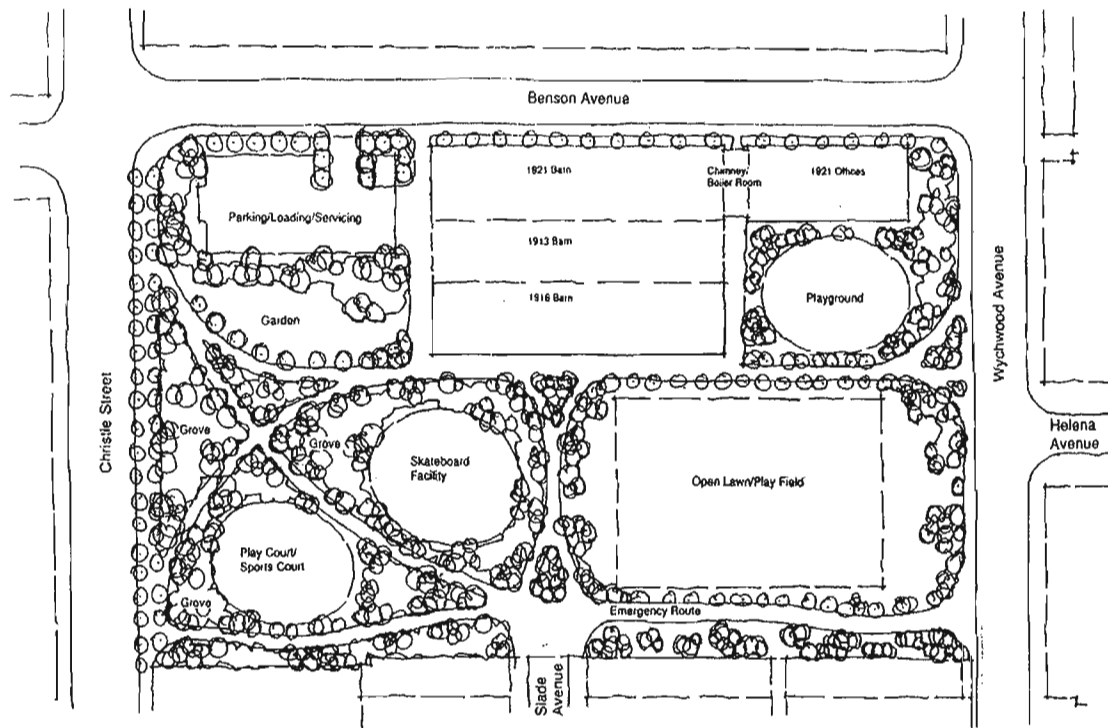 Benson Avenue
1921 Barn
Chimney/
Boiler Room
1921 Offices
Parking/Loading/Servicing
1913 Barn
Playground
1916 Barn
Garden
Wychwood Avenue
Christie Street
Grove
Grove
Helena
Avenue
Skateboard
Facility
Open Lawn/Play Field
Play Court/
Sports Court
Grove
Emergency Route
Slade
Avenue